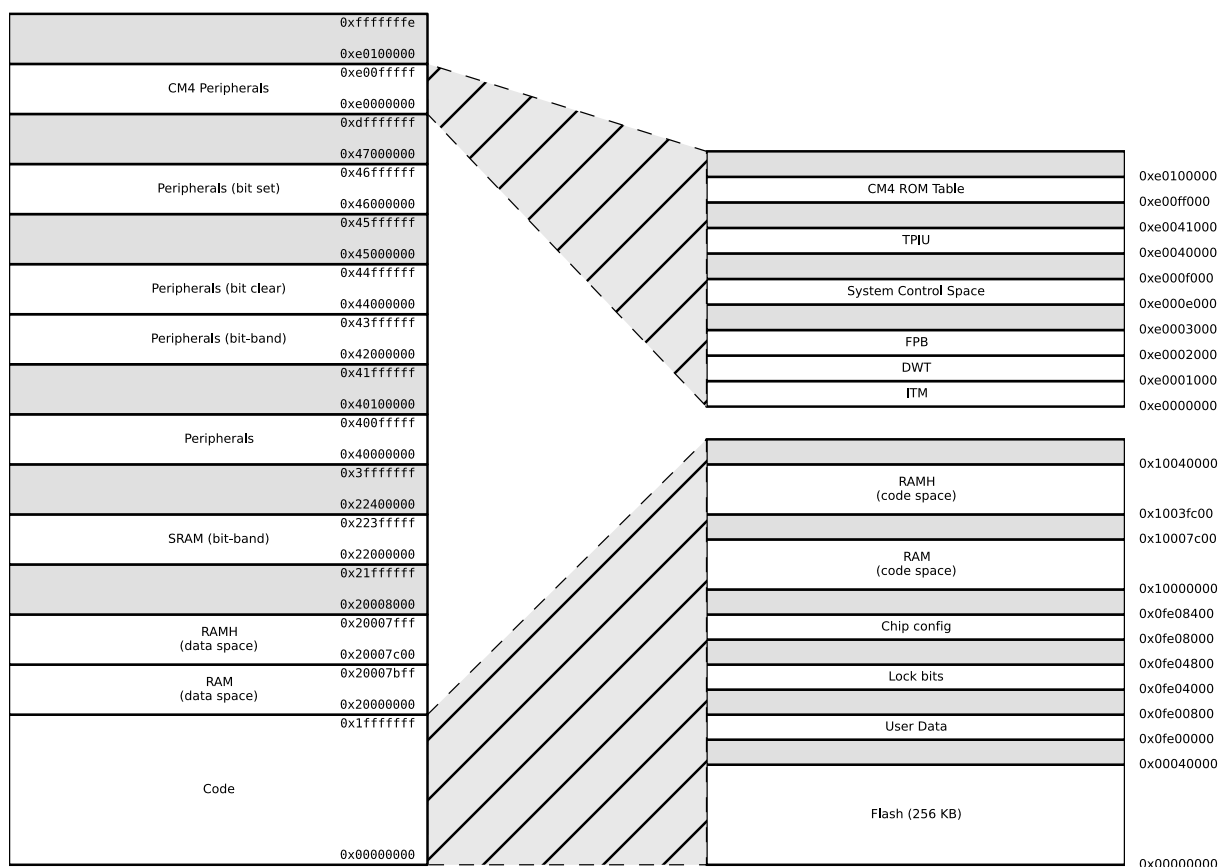 0xfffffffe
0xe0100000
0xe00fffff
CM4 Peripherals
0xe0000000
0xdfffffff
0x47000000
0x46ffffff
Peripherals (bit set)
0x46000000
0x45ffffff
0x45000000
0x44ffffff
Peripherals (bit clear)
0x44000000
0x43ffffff
Peripherals (bit-band)
0x42000000
0x41ffffff
0x40100000
0x400fffff
Peripherals
0x40000000
0x3fffffff
0x22400000
0x223fffff
SRAM (bit-band)
0x22000000
0x21ffffff
0x20008000
0x20007fff
RAMH
(data space)
0x20007c00
0x20007bff
RAM
(data space)
0x20000000
0x1fffffff
Code
0x00000000
0xe0100000
CM4 ROM Table
0xe00ff000
0xe0041000
TPIU
0xe0040000
0xe000f000
System Control Space
0xe000e000
0xe0003000
FPB
0xe0002000
DWT
0xe0001000
ITM
0xe0000000
0x10040000
RAMH
(code space)
0x1003fc00
0x10007c00
RAM
(code space)
0x10000000
0x0fe08400
Chip config
0x0fe08000
0x0fe04800
Lock bits
0x0fe04000
0x0fe00800
User Data
0x0fe00000
0x00040000
Flash (256 KB)
0x00000000